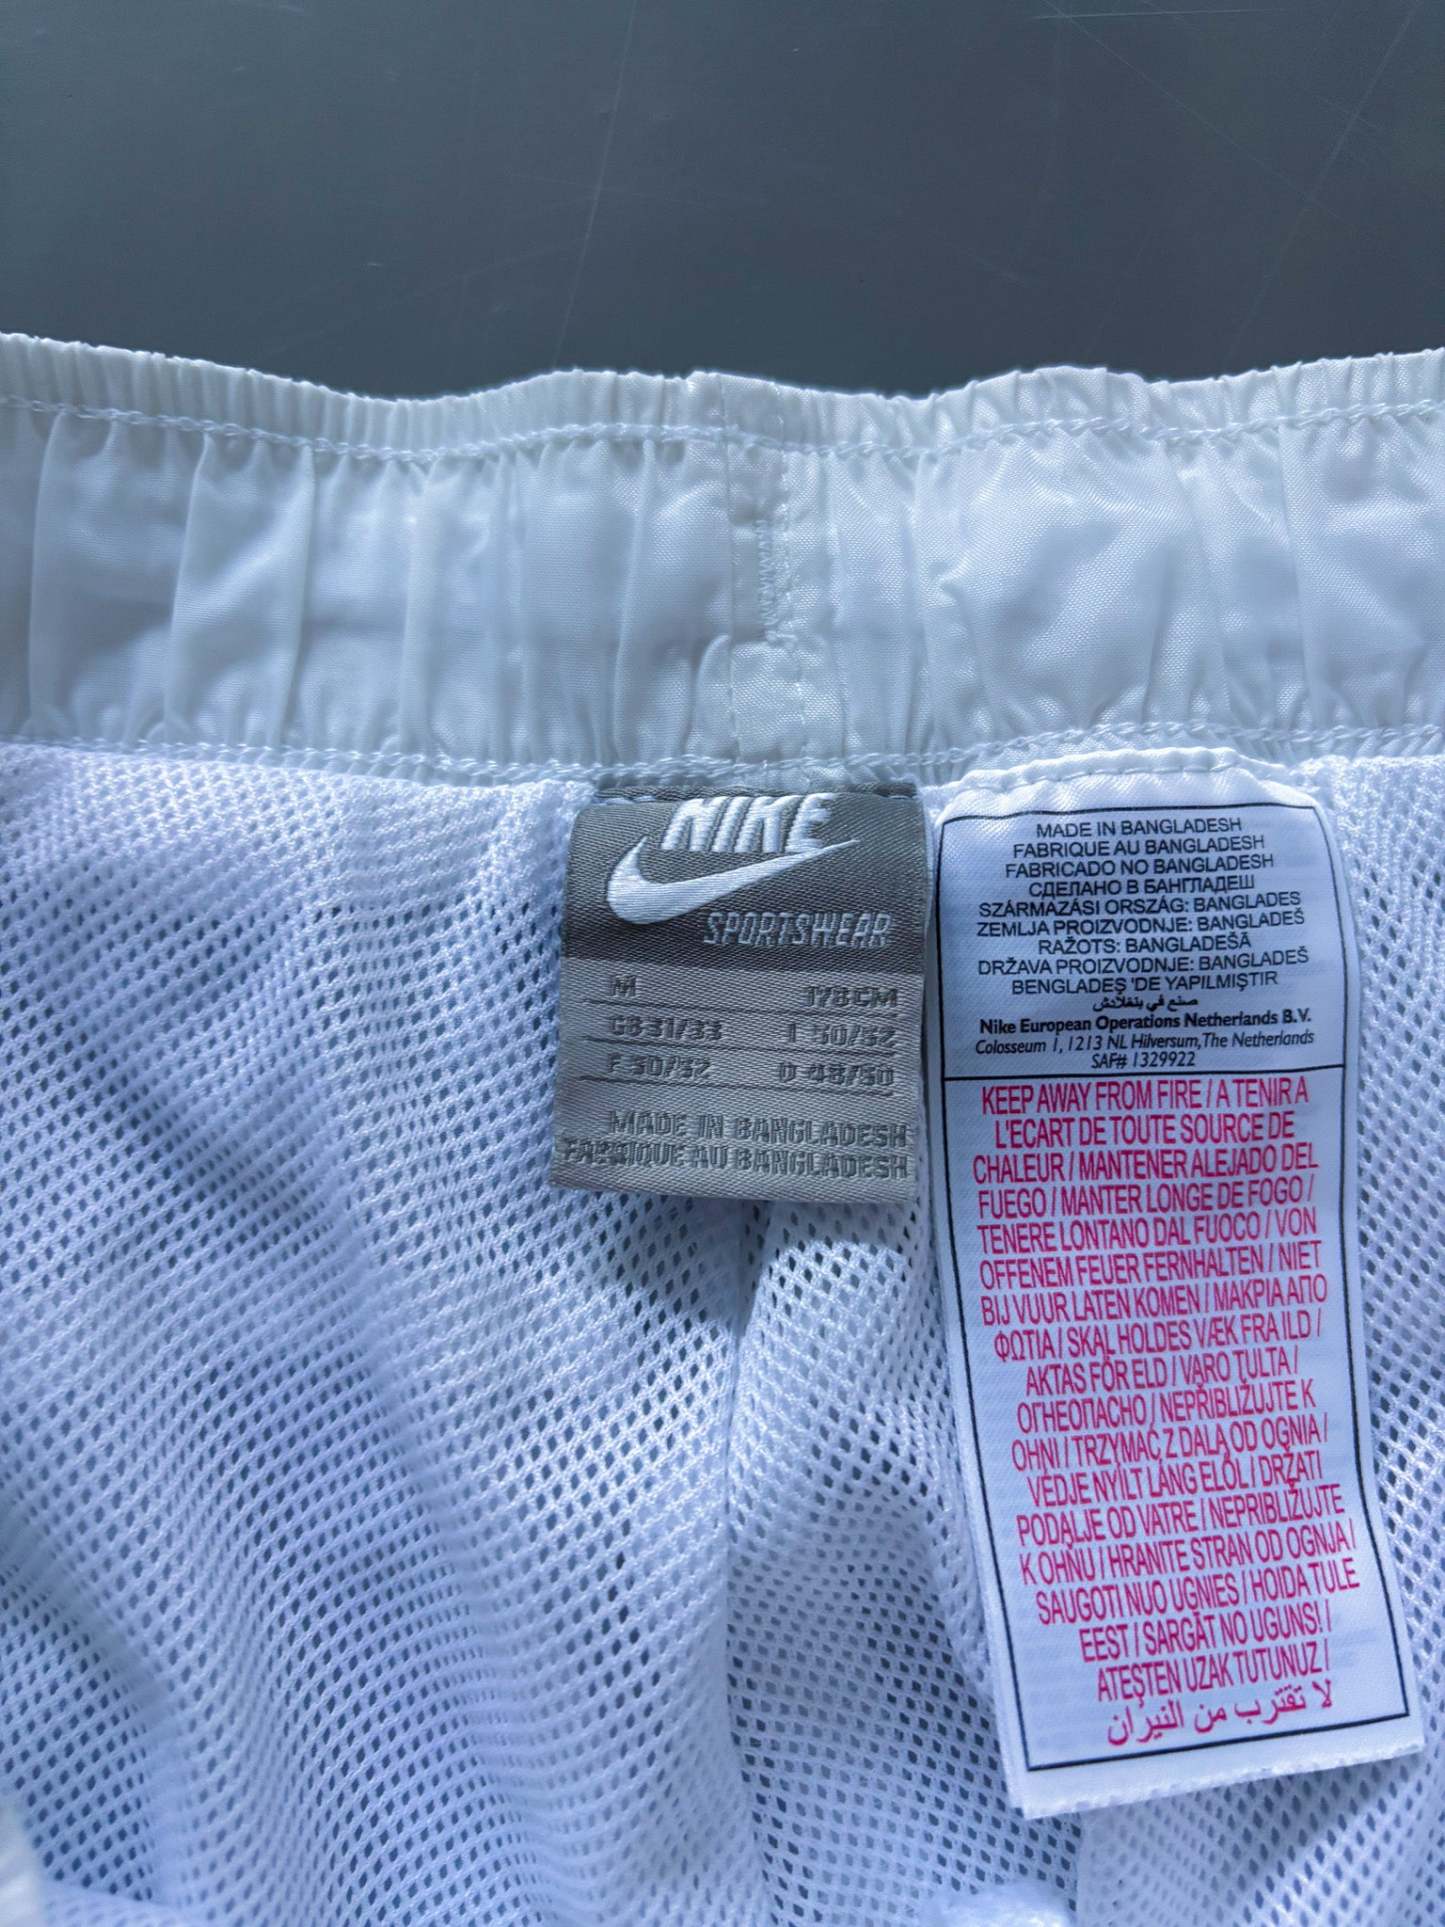 NIKE
SPORTSWEAR
M 178CM
GB 31/33 I 50/52
F 30/32 D 48/50
MADE IN BANGLADESH
FABRIQUE AU BANGLADESH
MADE IN BANGLADESH
FABRIQUE AU BANGLADESH
FABRICADO NO BANGLADESH
СДЕЛАНО В БАНГЛАДЕШ
SZÁRMAZÁSI ORSZÁG: BANGLADES
ZEMLJA PROIZVODNJE: BANGLADEŠ
RAŽOTS: BANGLADEŠĀ
DRŽAVA PROIZVODNJE: BANGLADEŠ
BENGLADEŞ 'DE YAPILMIŞTIR
صنع في بنغلادش
Nike European Operations Netherlands B.V.
Colosseum 1, 1213 NL Hilversum,The Netherlands
SAF# 1329922
KEEP AWAY FROM FIRE / A TENIR A
L'ECART DE TOUTE SOURCE DE
CHALEUR / MANTENER ALEJADO DEL
FUEGO / MANTER LONGE DE FOGO /
TENERE LONTANO DAL FUOCO / VON
OFFENEM FEUER FERNHALTEN / NIET
BIJ VUUR LATEN KOMEN / ΜΑΚΡΙΑ ΑΠΟ
ΦΩΤΙΑ / SKAL HOLDES VÆK FRA ILD /
AKTAS FÖR ELD / VARO TULTA /
ОГНЕОПАСНО / NEPŘIBLIŽUJTE K
OHNI / TRZYMAĆ Z DALA OD OGNIA /
VÉDJE NYÍLT LÁNG ELŐL / DRŽATI
PODALJE OD VATRE / NEPRIBLIŽUJTE
K OHŇU / HRANITE STRAN OD OGNJA /
SAUGOTI NUO UGNIES / HOIDA TULE
EEST / SARGĀT NO UGUNS! /
ATEŞTEN UZAK TUTUNUZ /
لا تقترب من النيران